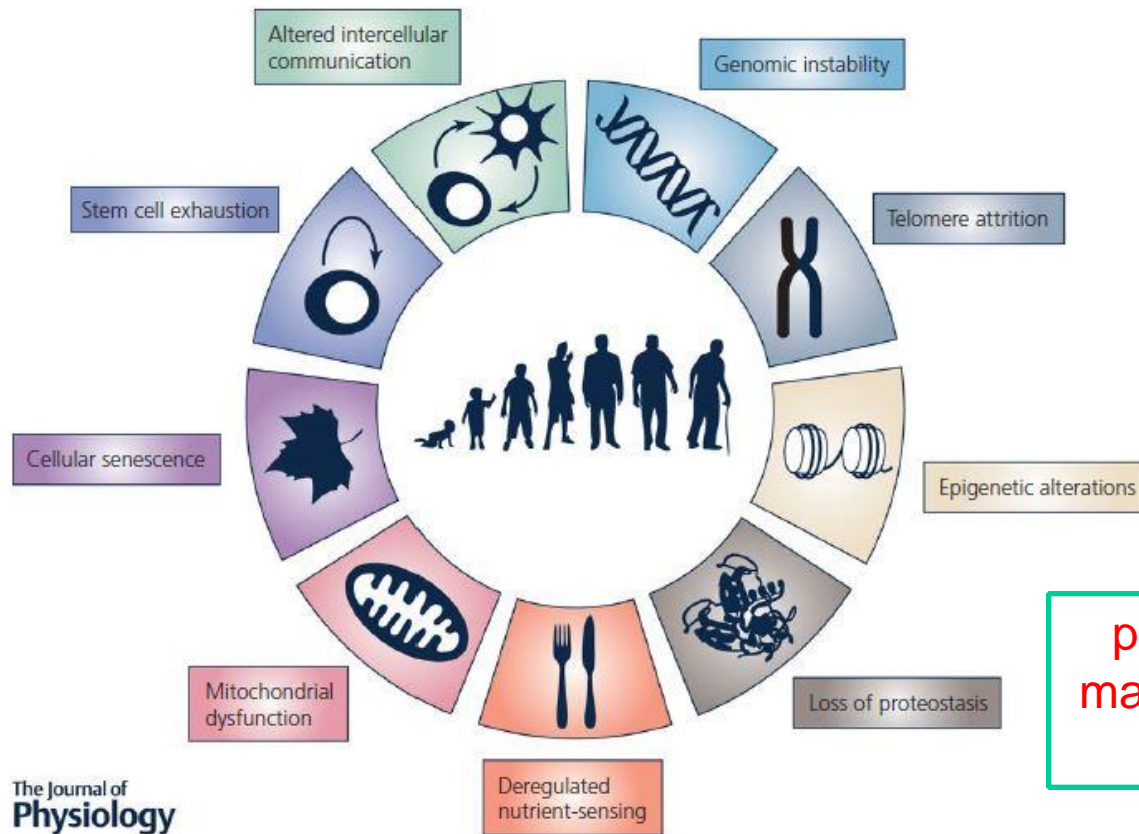 Altered intercellular
communication
Genomic instability
Stem cell exhaustion
Telomere attrition
Cellular senescence
Epigenetic alterations
Mitochondrial
dysfunction
Loss of proteostasis
Deregulated
nutrient-sensing
The Journal of
Physiology